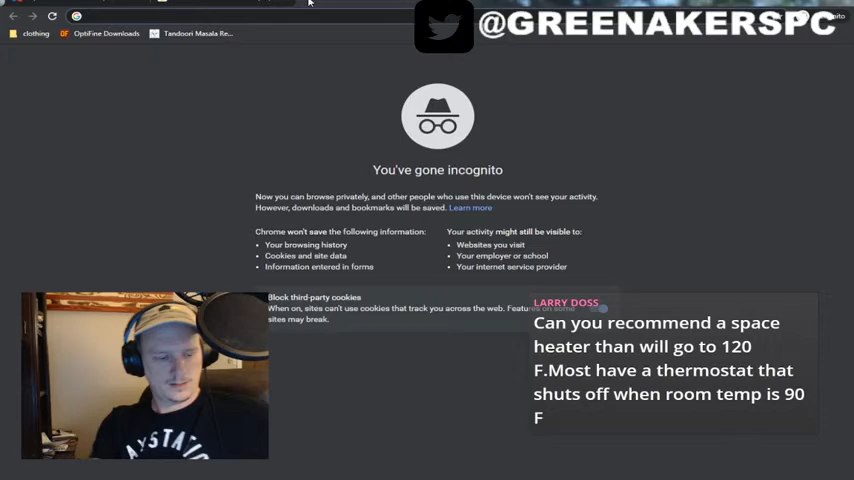 @GREENAKERSPC
clothing
OF OptiFine Downloads
Tandoori Masala Re...
You've gone incognito
Now you can browse privately, and other people who use this device won't see your activity.
However, downloads and bookmarks will be saved. Learn more
Chrome won't save the following information:
Your browsing history
Cookies and site data
Information entered in forms
Your activity might still be visible to:
Websites you visit
Your employer or school
Your internet service provider
Block third-party cookies
When on, sites can't use cookies that track you across the web. Features on some
sites may break.
LARRY DOSS
Can you recommend a space
heater than will go to 120
F.Most have a thermostat that
shuts off when room temp is 90
F